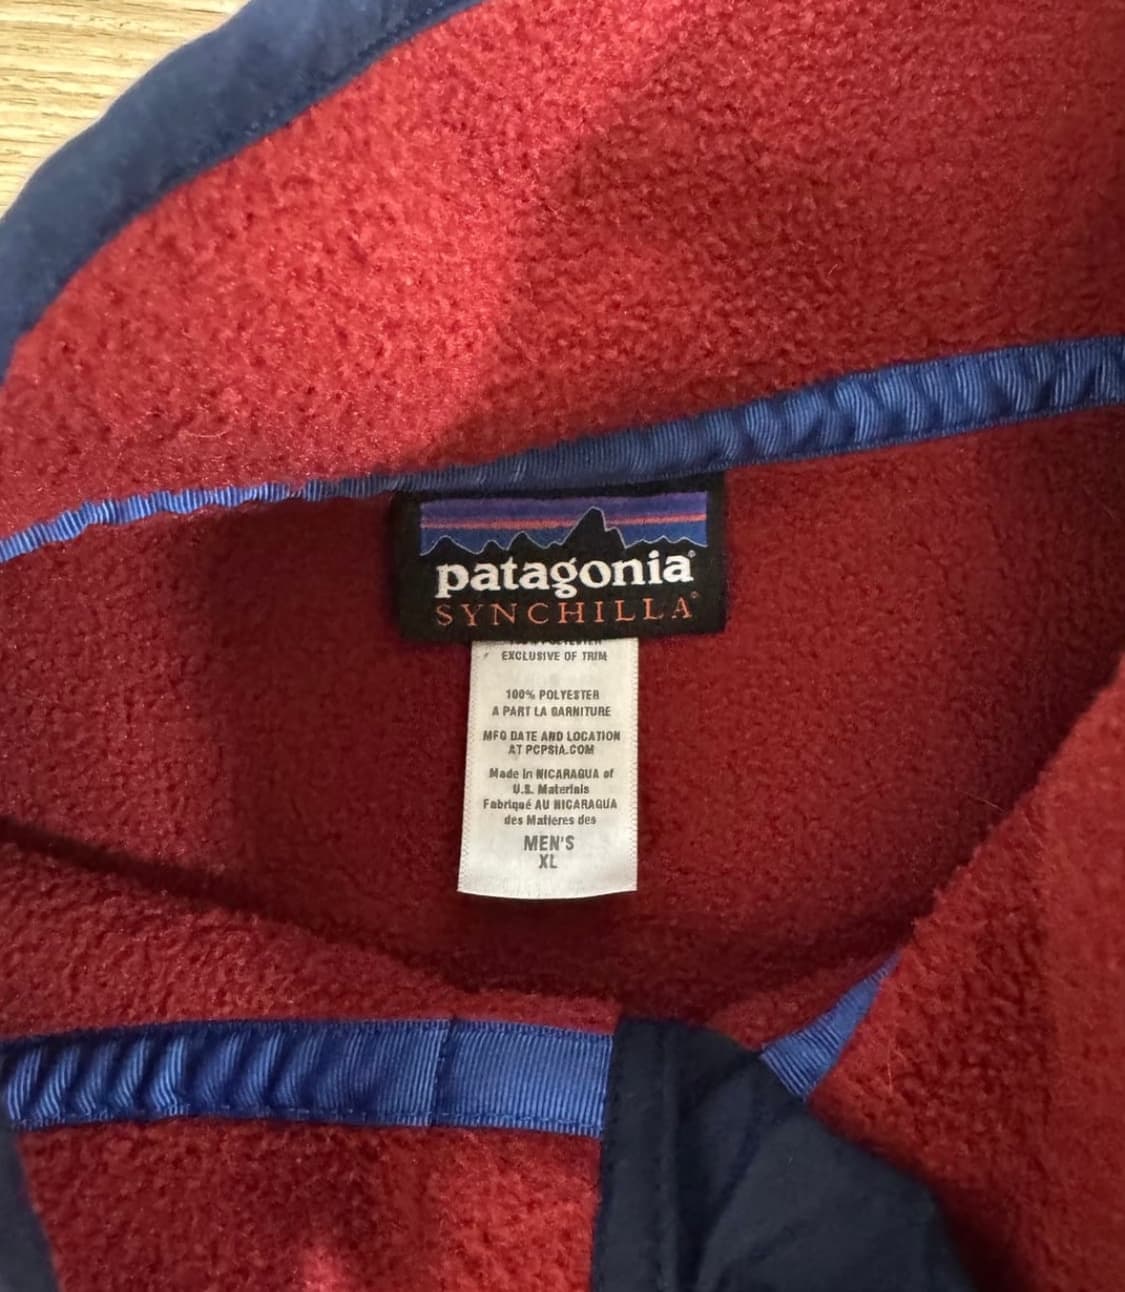 patagonia®
SYNCHILLA®
EXCLUSIVE OF TRIM
100% POLYESTER
A PART LA GARNITURE
MFG DATE AND LOCATION
AT PCPSIA.COM
Made in NICARAGUA of
U.S. Materials
Fabriqué AU NICARAGUA
des Matieres des
MEN'S
XL